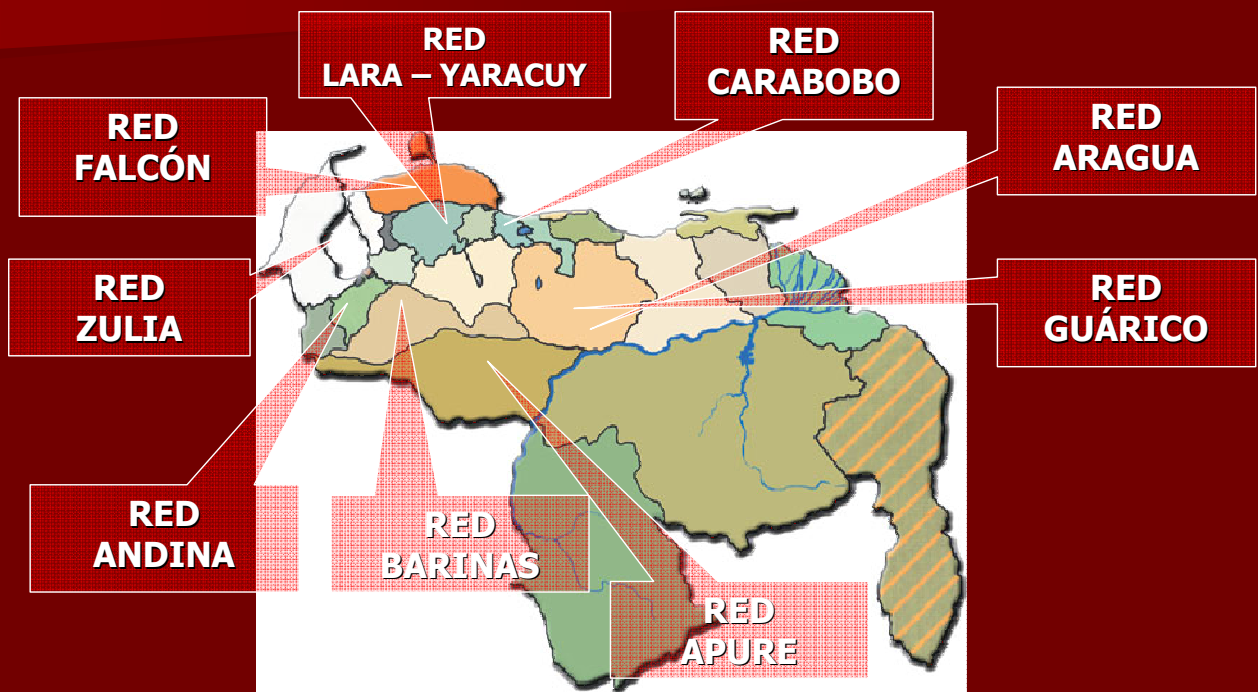 RED
LARA – YARACUY
RED
CARABOBO
RED
FALCÓN
RED
ARAGUA
RED
ZULIA
RED
GUÁRICO
RED
ANDINA
RED
BARINAS
RED
APURE